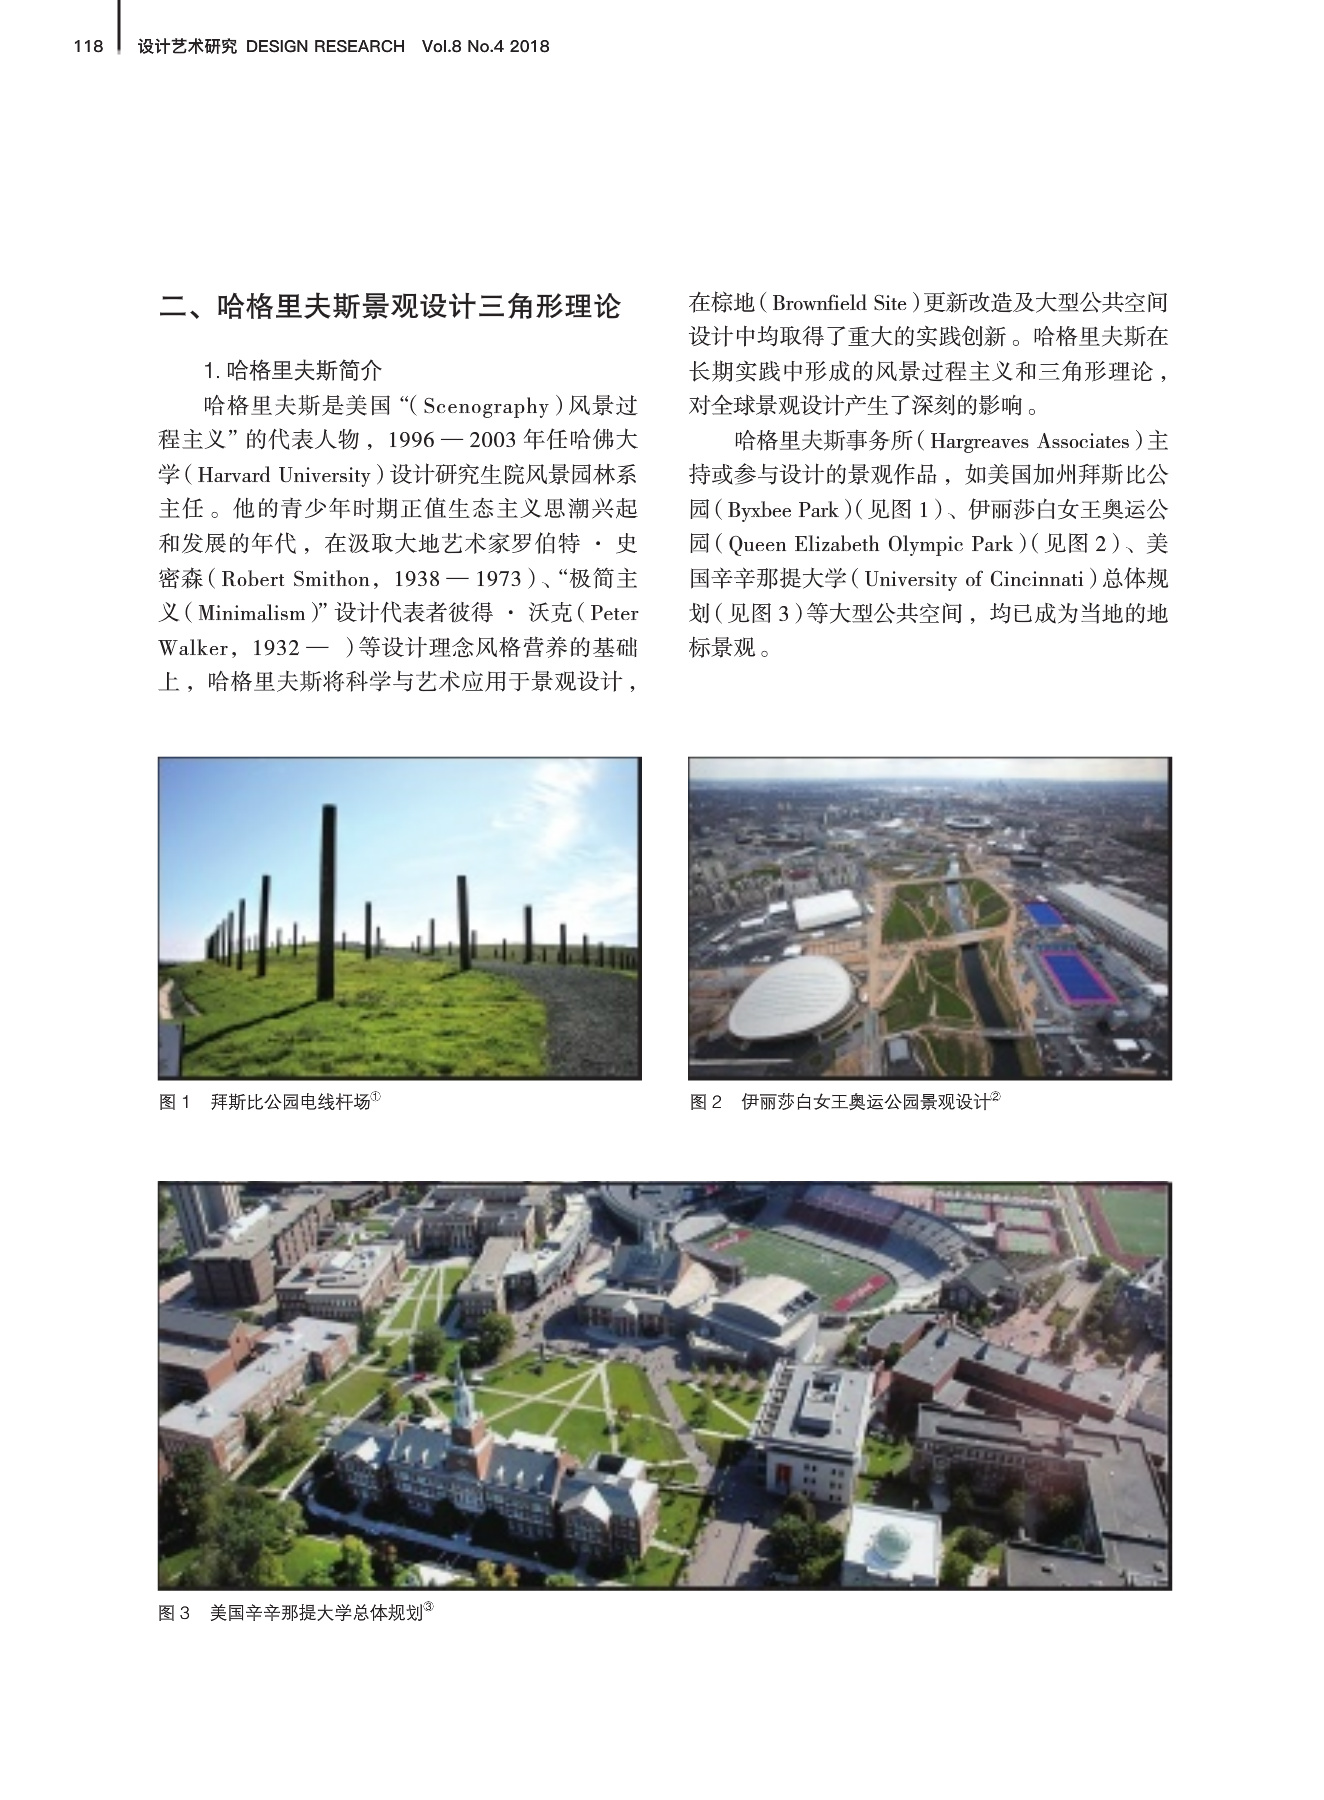 118 设计艺术研究 DESIGN RESEARCH Vol.8 No.4 2018
二、哈格里夫斯景观设计三角形理论
1. 哈格里夫斯简介
哈格里夫斯是美国“（Scenography）风景过
程主义”的代表人物，1996 — 2003 年任哈佛大
学（Harvard University）设计研究生院风景园林系
主任。他的青少年时期正值生态主义思潮兴起
和发展的年代，在汲取大地艺术家罗伯特 · 史
密森（Robert Smithon，1938 — 1973）、“极简主
义（Minimalism）”设计代表者彼得 · 沃克（Peter
Walker，1932 — ）等设计理念风格营养的基础
上，哈格里夫斯将科学与艺术应用于景观设计，
在棕地（Brownfield Site）更新改造及大型公共空间
设计中均取得了重大的实践创新。哈格里夫斯在
长期实践中形成的风景过程主义和三角形理论，
对全球景观设计产生了深刻的影响。
哈格里夫斯事务所（Hargreaves Associates）主
持或参与设计的景观作品，如美国加州拜斯比公
园（Byxbee Park）（见图 1）、伊丽莎白女王奥运公
园（Queen Elizabeth Olympic Park）（见图 2）、美
国辛辛那提大学（University of Cincinnati）总体规
划（见图 3）等大型公共空间，均已成为当地的地
标景观。
图 1 拜斯比公园电线杆场①
图 2 伊丽莎白女王奥运公园景观设计②
图 3 美国辛辛那提大学总体规划③